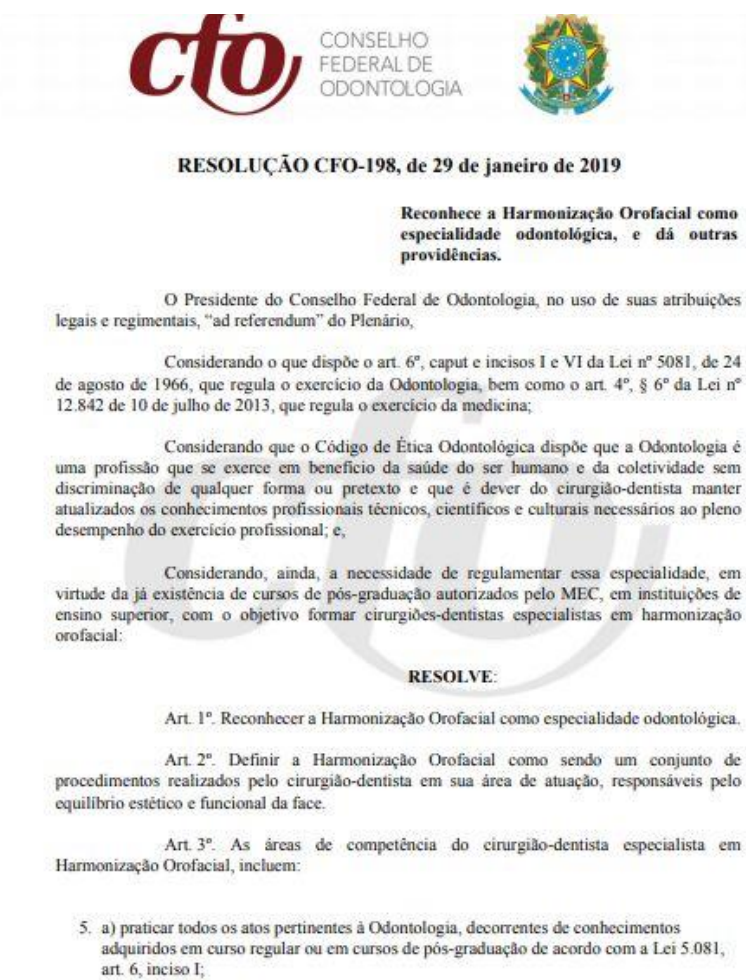 cfo
CONSELHO
FEDERAL DE
ODONTOLOGIA
RESOLUÇÃO CFO-198, de 29 de janeiro de 2019
Reconhece a Harmonização Orofacial como
especialidade odontológica, e dá outras
providências.
O Presidente do Conselho Federal de Odontologia, no uso de suas atribuições
legais e regimentais, “ad referendum” do Plenário,
Considerando o que dispõe o art. 6º, caput e incisos I e VI da Lei nº 5081, de 24
de agosto de 1966, que regula o exercício da Odontologia, bem como o art. 4º, § 6º da Lei nº
12.842 de 10 de julho de 2013, que regula o exercício da medicina;
Considerando que o Código de Ética Odontológica dispõe que a Odontologia é
uma profissão que se exerce em benefício da saúde do ser humano e da coletividade sem
discriminação de qualquer forma ou pretexto e que é dever do cirurgião-dentista manter
atualizados os conhecimentos profissionais técnicos, científicos e culturais necessários ao pleno
desempenho do exercício profissional; e,
Considerando, ainda, a necessidade de regulamentar essa especialidade, em
virtude da já existência de cursos de pós-graduação autorizados pelo MEC, em instituições de
ensino superior, com o objetivo formar cirurgiões-dentistas especialistas em harmonização
orofacial:
RESOLVE:
Art. 1º. Reconhecer a Harmonização Orofacial como especialidade odontológica.
Art. 2º. Definir a Harmonização Orofacial como sendo um conjunto de
procedimentos realizados pelo cirurgião-dentista em sua área de atuação, responsáveis pelo
equilíbrio estético e funcional da face.
Art. 3º. As áreas de competência do cirurgião-dentista especialista em
Harmonização Orofacial, incluem:
5. a) praticar todos os atos pertinentes à Odontologia, decorrentes de conhecimentos
adquiridos em curso regular ou em cursos de pós-graduação de acordo com a Lei 5.081,
art. 6, inciso I;